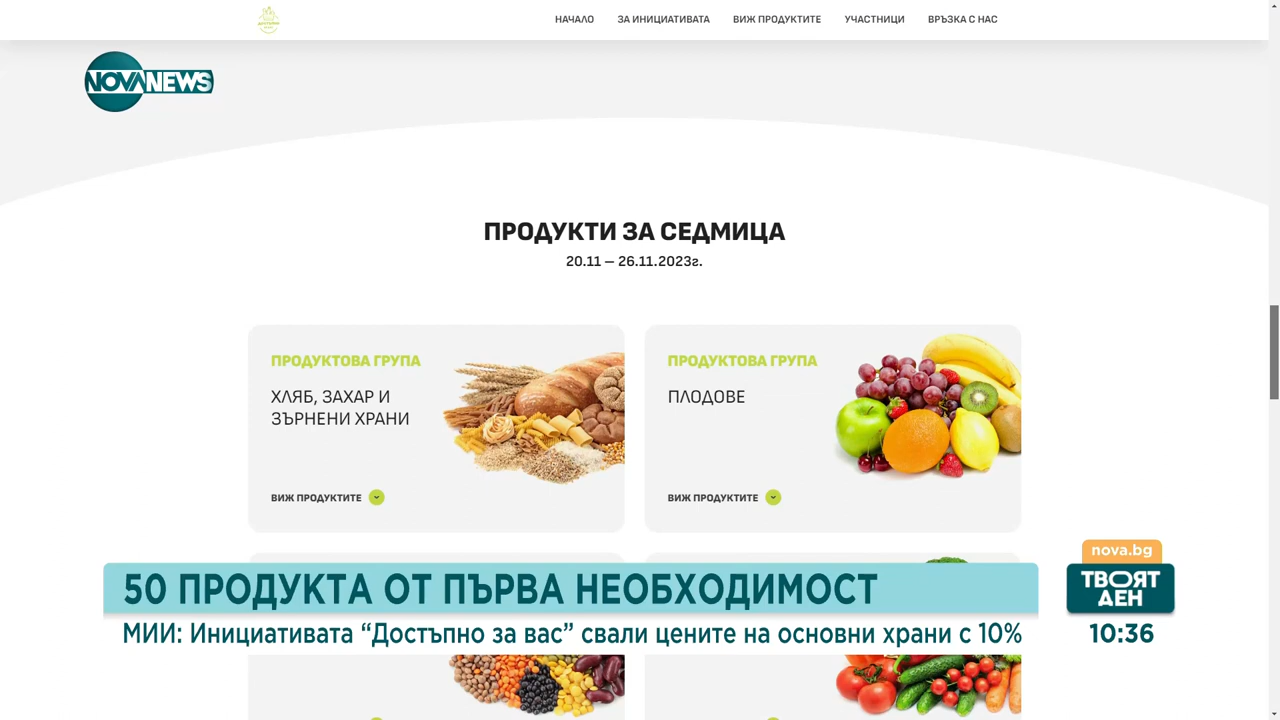 НАЧАЛО ЗА ИНИЦИАТИВАТА ВИЖ ПРОДУКТИТЕ УЧАСТНИЦИ ВРЪЗКА С НАС
NOVANEWS
ПРОДУКТИ ЗА СЕДМИЦА
20.11 – 26.11.2023г.
ПРОДУКТОВА ГРУПА
ХЛЯБ, ЗАХАР И
ЗЪРНЕНИ ХРАНИ
ВИЖ ПРОДУКТИТЕ
ПРОДУКТОВА ГРУПА
ПЛОДОВЕ
ВИЖ ПРОДУКТИТЕ
50 ПРОДУКТА ОТ ПЪРВА НЕОБХОДИМОСТ
МИИ: Инициативата “Достъпно за вас” свали цените на основни храни с 10%
nova.bg
ТВОЯТ
ДЕН
10:36